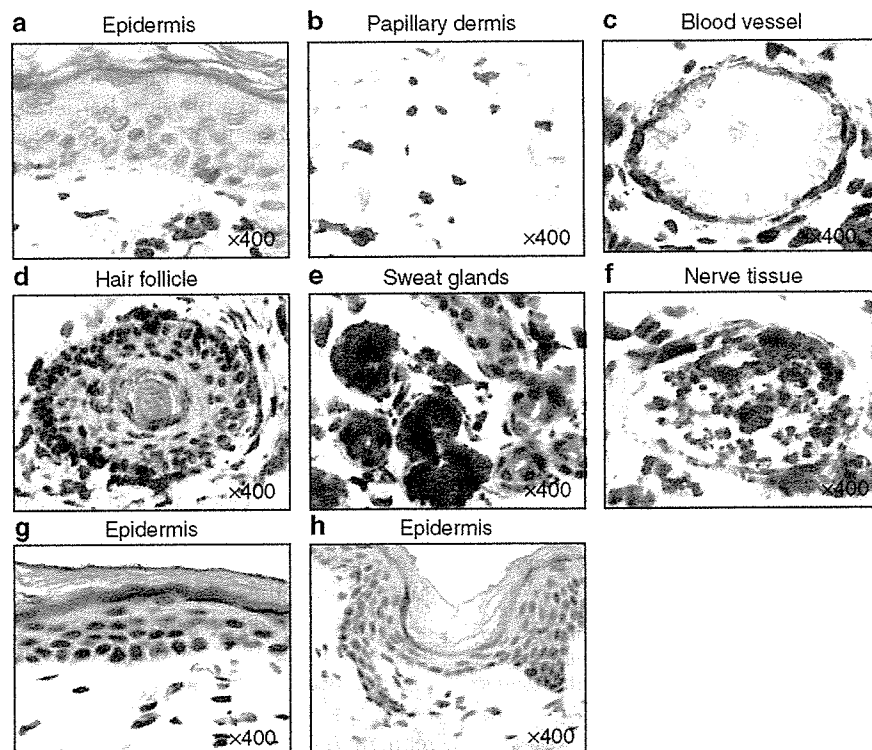 a Epidermis
b Papillary dermis
c Blood vessel
×400
×400
×400
d Hair follicle
e Sweat glands
f Nerve tissue
×400
×400
×400
g Epidermis
h Epidermis
×400
×400